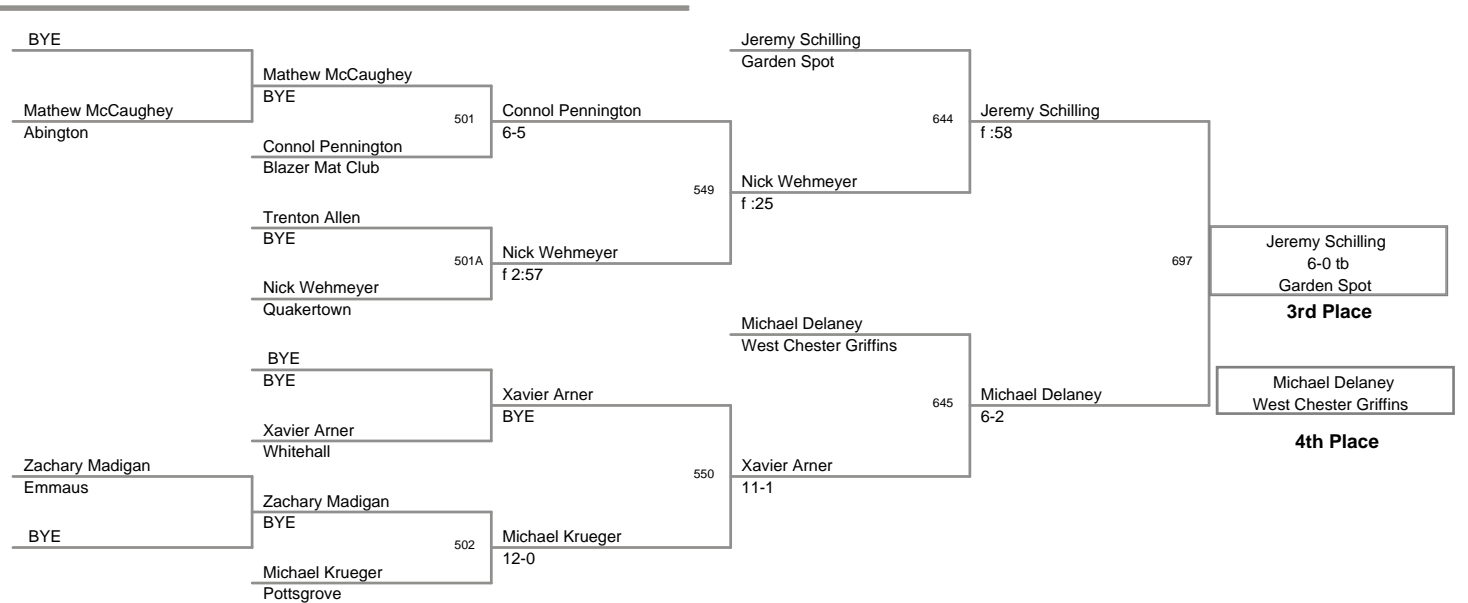 BYE
Mathew McCaughey
Abington
Mathew McCaughey
BYE
501
Connol Pennington
Blazer Mat Club
Connol Pennington
6-5
Trenton Allen
BYE
501A
Nick Wehmeyer
Quakertown
Nick Wehmeyer
f 2:57
549
Nick Wehmeyer
f :25
Jeremy Schilling
Garden Spot
644
Jeremy Schilling
f :58
BYE
BYE
Xavier Arner
Whitehall
Xavier Arner
BYE
Zachary Madigan
Emmaus
BYE
Zachary Madigan
BYE
502
Michael Krueger
Pottsgrove
Michael Krueger
12-0
550
Xavier Arner
11-1
Michael Delaney
West Chester Griffins
645
Michael Delaney
6-2
697
Jeremy Schilling
6-0 tb
Garden Spot
3rd Place
Michael Delaney
West Chester Griffins
4th Place